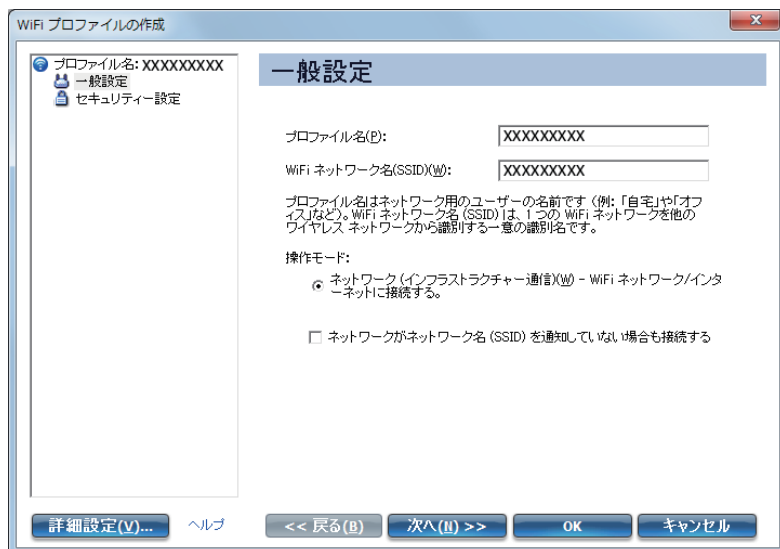 WiFi プロファイルの作成
プロファイル名: XXXXXXXXX
一般設定
セキュリティー設定
一般設定
プロファイル名(P): XXXXXXXXX
WiFi ネットワーク名(SSID)(W): XXXXXXXXX
プロファイル名はネットワーク用のユーザーの名前です (例: 「自宅」や「オフ
ィス」など)。WiFi ネットワーク名 (SSID) は、1 つの WiFi ネットワークを他の
ワイヤレス ネットワークから識別する一意の識別名です。
操作モード:
ネットワーク (インフラストラクチャー通信)(W) - WiFi ネットワーク/インタ
ーネットに接続する。
ネットワークがネットワーク名 (SSID) を通知していない場合も接続する
詳細設定(V)... ヘルプ << 戻る(B) 次へ(N) >> OK キャンセル